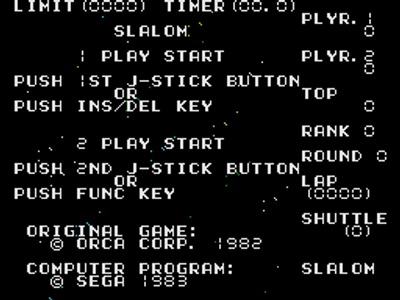 LIMIT(0000) TIMER(00.0)
PLYR. 1
0
SLALOM
1 PLAY START
PLYR. 2
0
PUSH 1ST J-STICK BUTTON
OR
PUSH INS/DEL KEY
TOP
0
RANK 0
2 PLAY START
ROUND 0
PUSH 2ND J-STICK BUTTON
OR
PUSH FUNC KEY
LAP
(0000)
SHUTTLE
(0)
ORIGINAL GAME:
© ORCA CORP. 1982
COMPUTER PROGRAM:
© SEGA 1983
SLALOM